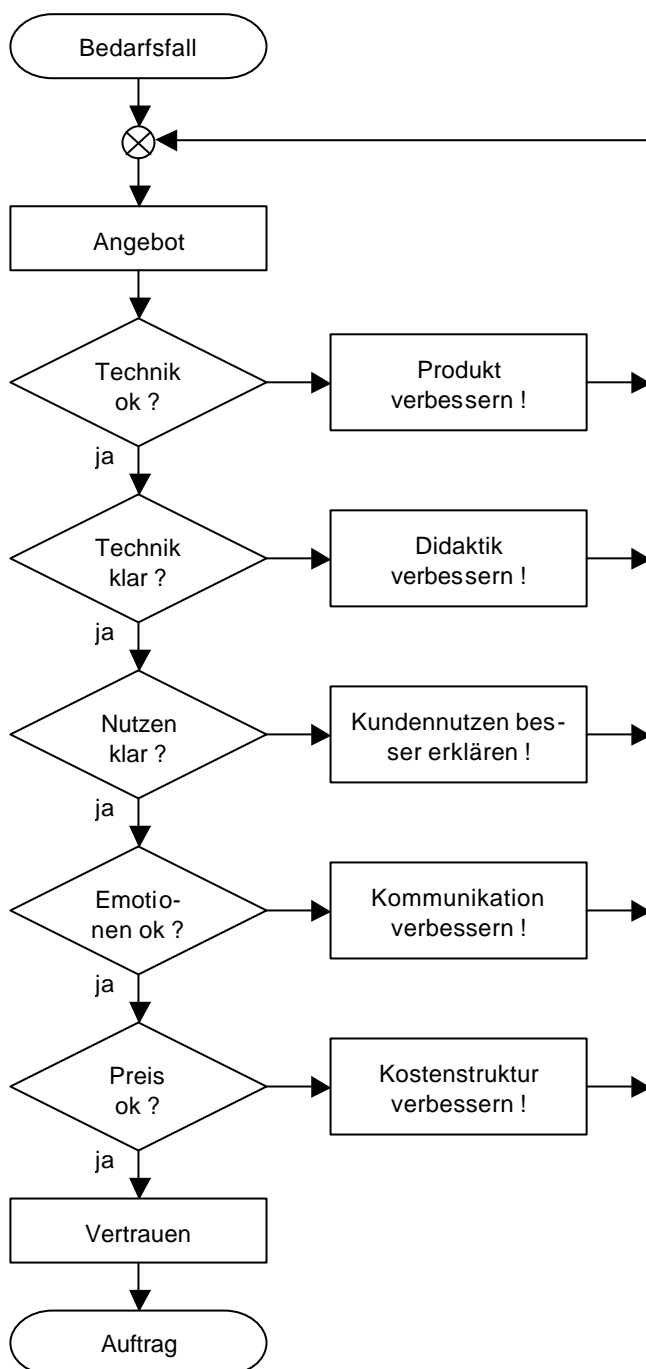 Bedarfsfall
Angebot
Technik
ok ?
Produkt
verbessern !
ja
Technik
klar ?
Didaktik
verbessern !
ja
Nutzen
klar ?
Kundennutzen bes-
ser erklären !
ja
Emotio-
nen ok ?
Kommunikation
verbessern !
ja
Preis
ok ?
Kostenstruktur
verbessern !
ja
Vertrauen
Auftrag